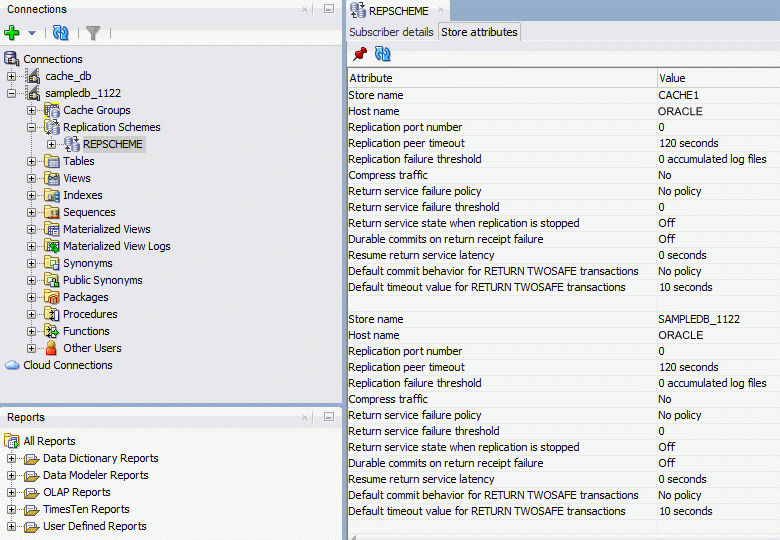 Connections
Connections
cache_db
sampledb_1122
Cache Groups
Replication Schemes
REPSCHEME
Tables
Views
Indexes
Sequences
Materialized Views
Materialized View Logs
Synonyms
Public Synonyms
Packages
Procedures
Functions
Other Users
Cloud Connections
Reports
All Reports
Data Dictionary Reports
Data Modeler Reports
OLAP Reports
TimesTen Reports
User Defined Reports
REPSCHEME
Subscriber details Store attributes
Attribute Value
Store name CACHE1
Host name ORACLE
Replication port number 0
Replication peer timeout 120 seconds
Replication failure threshold 0 accumulated log files
Compress traffic No
Return service failure policy No policy
Return service failure threshold 0
Return service state when replication is stopped Off
Durable commits on return receipt failure Off
Resume return service latency 0 seconds
Default commit behavior for RETURN TWOSAFE transactions No policy
Default timeout value for RETURN TWOSAFE transactions 10 seconds
Store name SAMPLEDB_1122
Host name ORACLE
Replication port number 0
Replication peer timeout 120 seconds
Replication failure threshold 0 accumulated log files
Compress traffic No
Return service failure policy No policy
Return service failure threshold 0
Return service state when replication is stopped Off
Durable commits on return receipt failure Off
Resume return service latency 0 seconds
Default commit behavior for RETURN TWOSAFE transactions No policy
Default timeout value for RETURN TWOSAFE transactions 10 seconds